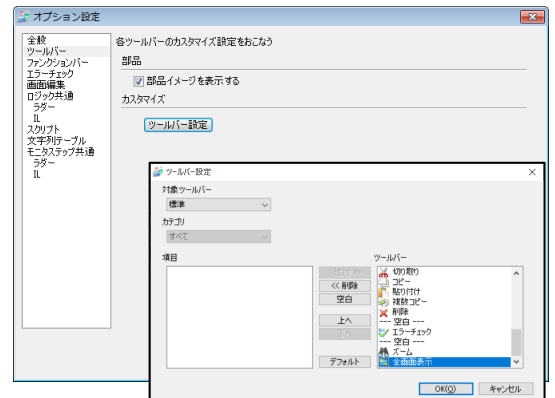 オプション設定
全般
ツールバー
ファンクションバー
エラーチェック
画面編集
ロジック共通
ラダー
IL
スクリプト
文字列テーブル
モニタステップ共通
ラダー
IL
各ツールバーのカスタマイズ設定をおこなう
部品
部品イメージを表示する
カスタマイズ
ツールバー設定
ツールバー設定
対象ツールバー
標準
カテゴリ
すべて
項目
ツールバー
追加 >>
<< 削除
空白
上へ
下へ
デフォルト
切り取り
コピー
貼り付け
複数コピー
削除
--- 空白 ---
エラーチェック
--- 空白 ---
ズーム
全画面表示
OK(O)
キャンセル